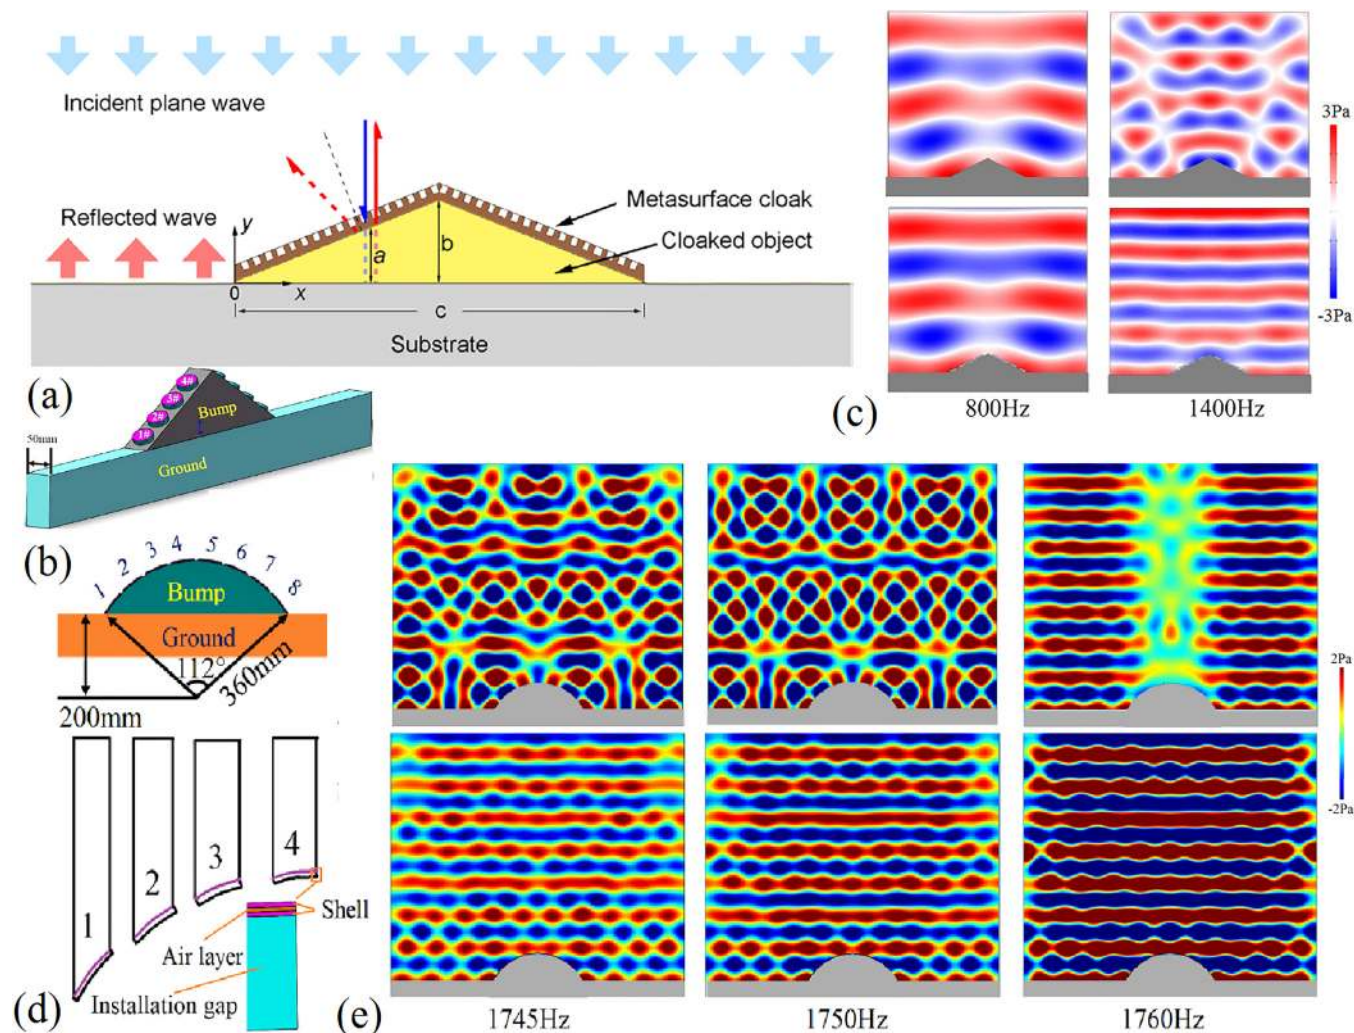 Incident plane wave
Reflected wave
y
a
b
Metasurface cloak
Cloaked object
0
x
c
Substrate
(a)
4#
3#
2#
1#
Bump
50mm
Ground
(b)
1 2 3 4 5 6 7 8
Bump
Ground
112°
360mm
200mm
1
2
3
4
Shell
Air layer
Installation gap
(d)
3Pa
-3Pa
(c)
800Hz
1400Hz
2Pa
-2Pa
(e)
1745Hz
1750Hz
1760Hz